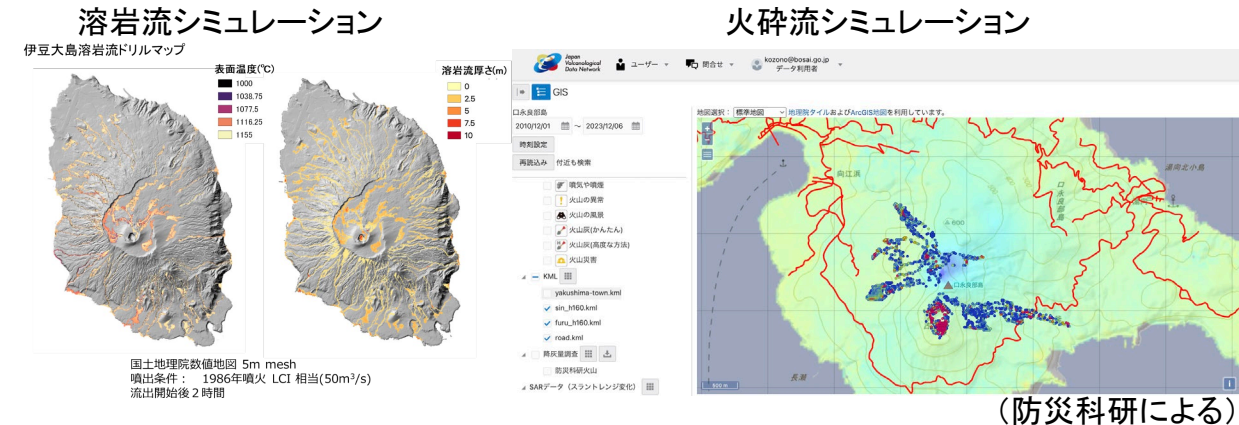 溶岩流シミュレーション
火砕流シミュレーション
伊豆大島溶岩流ドリルマップ
表面温度(℃)
1000
1038.75
1077.5
1116.25
1155
溶岩流厚さ(m)
0
2.5
5
7.5
10
国土地理院数値地図 5m mesh
噴出条件： 1986年噴火 LCI 相当(50m³/s)
流出開始後２時間
Japan
Volcanological
Data Network
ユーザー
問合せ
kozono@bosai.go.jp
データ利用者
GIS
口永良部島
2010/12/01 ～ 2023/12/06
時刻設定
再読込み 付近も検索
噴気や噴煙
火山の異常
火山の風景
火山灰(かんたん)
火山灰(高度な方法)
火山災害
KML
yakushima-town.kml
sin_h160.kml
furu_h160.kml
road.kml
降灰量調査
防災科研火山
SARデータ（スラントレンジ変化）
地図選択： 標準地図 地理院タイルおよびArcGIS地図を利用しています。
向江浜
湯向北小島
口永良部島
600
口永良部島
長瀬
800 m
（防災科研による）